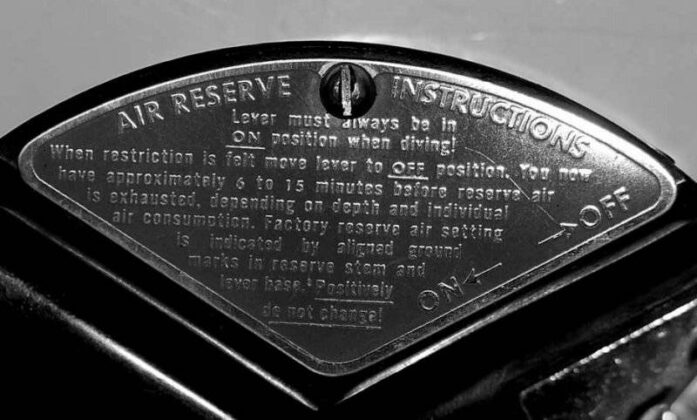 AIR RESERVE INSTRUCTIONS
Lever must always be in
ON position when diving!
When restriction is felt move lever to OFF position. You now
have approximately 6 to 15 minutes before reserve air
is exhausted, depending on depth and individual
air consumption. Factory reserve air setting
is indicated by aligned ground
marks in reserve stem and
lever base. Positively
do not change!
OFF
ON